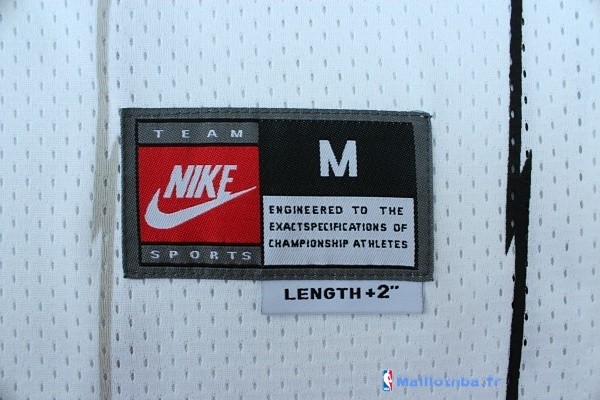 TEAM
NIKE
SPORTS
M
ENGINEERED TO THE
EXACTSPECIFICATIONS OF
CHAMPIONSHIP ATHLETES
LENGTH +2"
Maillotnba.fr